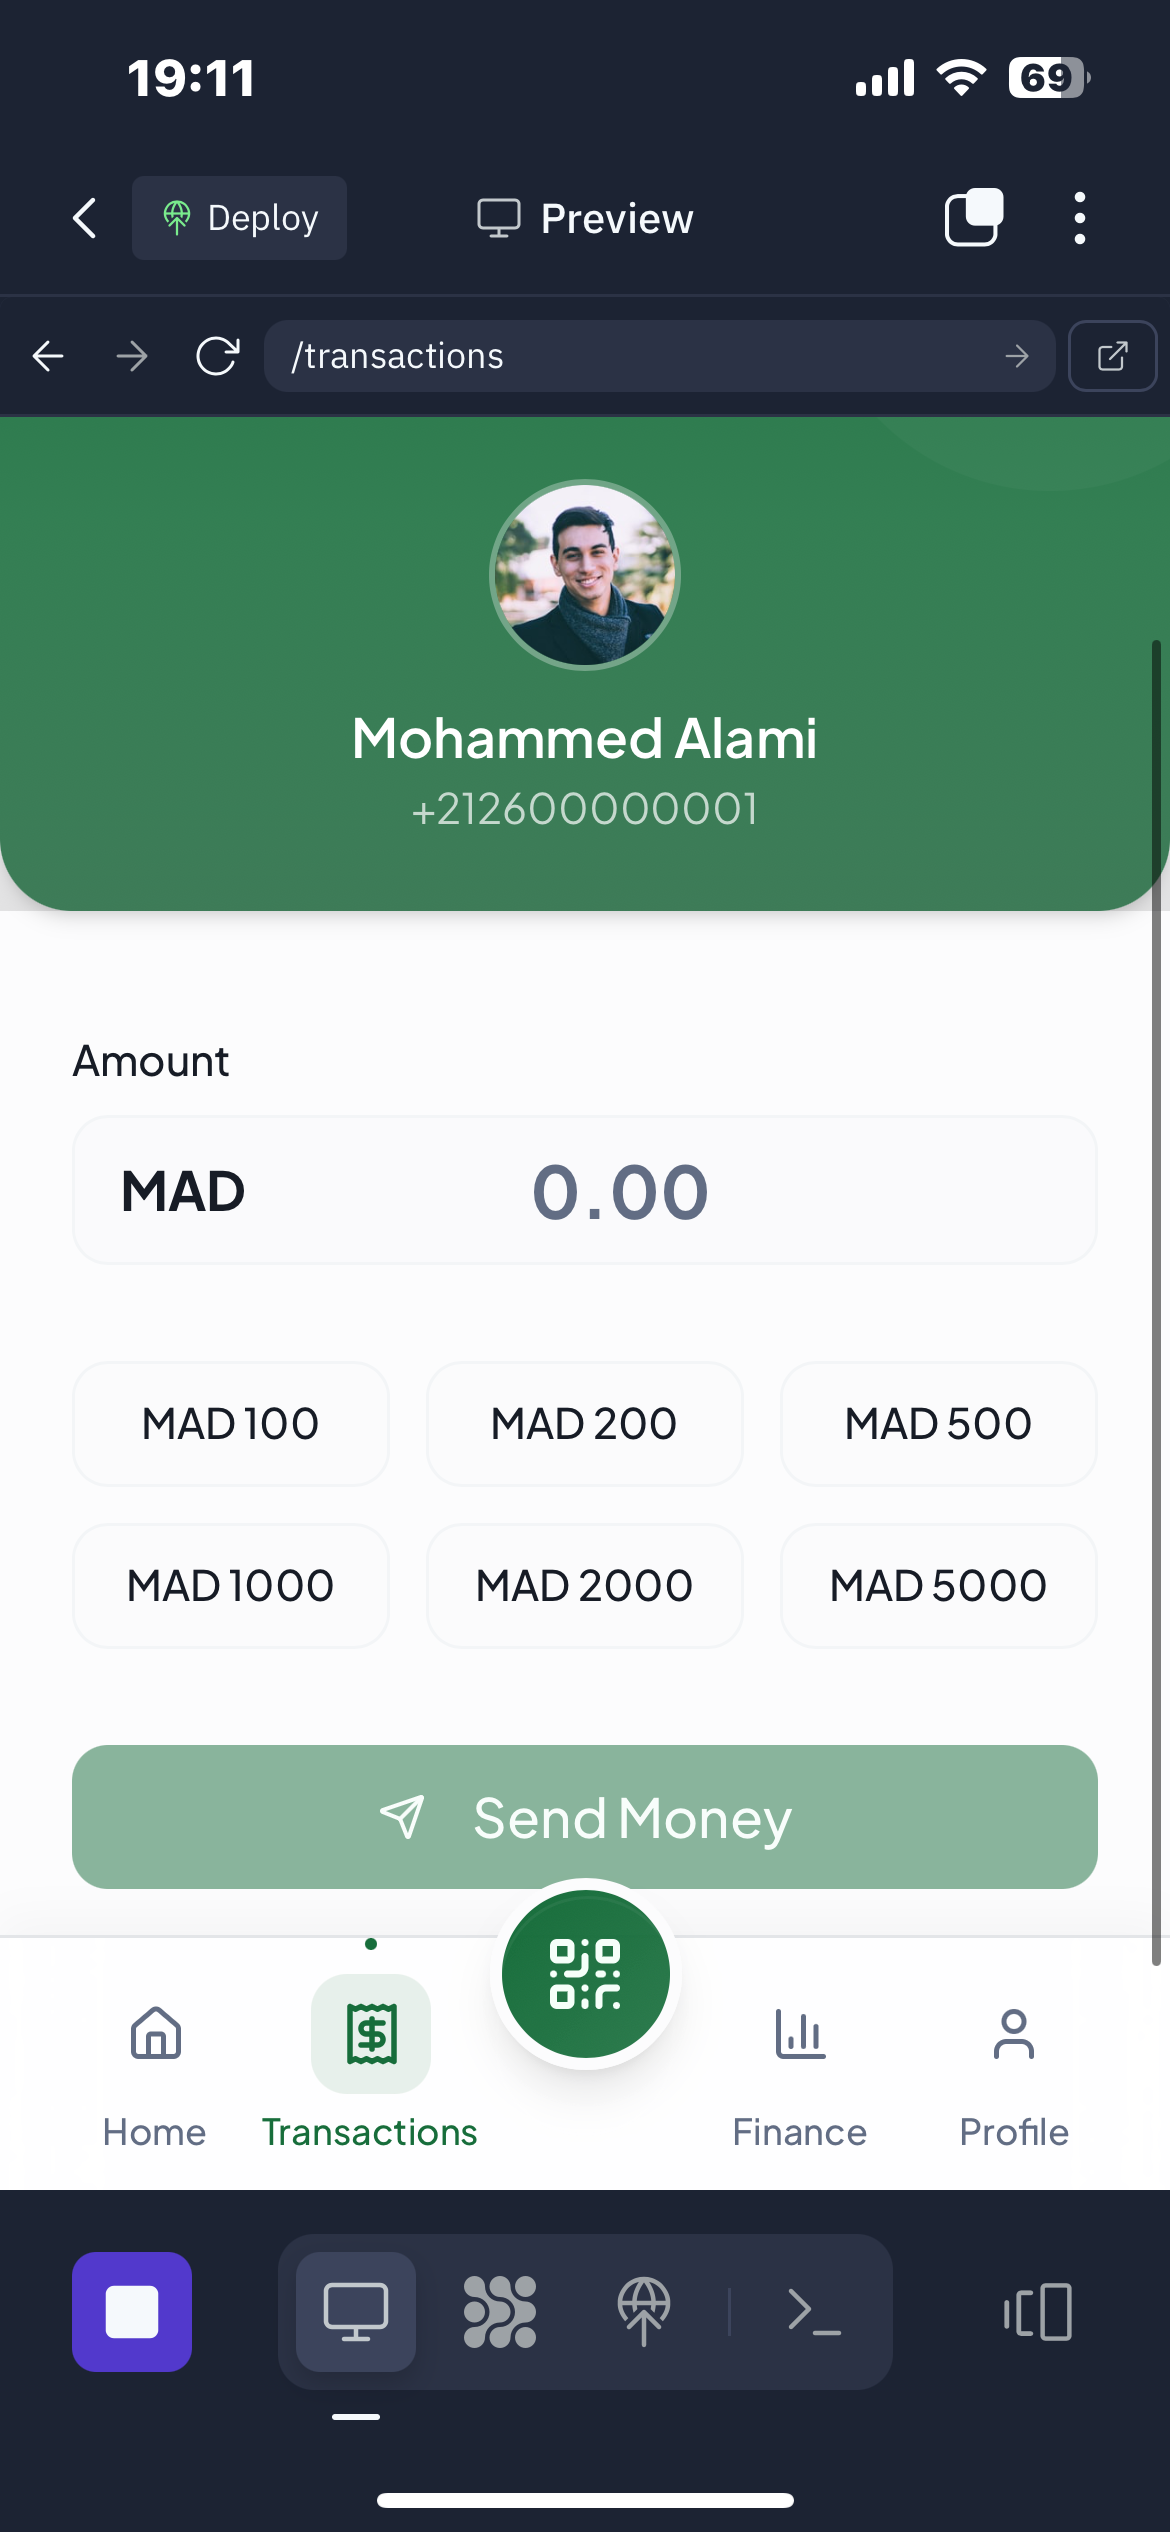 19:11
69
Deploy
Preview
/transactions
Mohammed Alami
+212600000001
Amount
MAD 0.00
MAD 100 MAD 200 MAD 500
MAD 1000 MAD 2000 MAD 5000
Send Money
Home Transactions Finance Profile